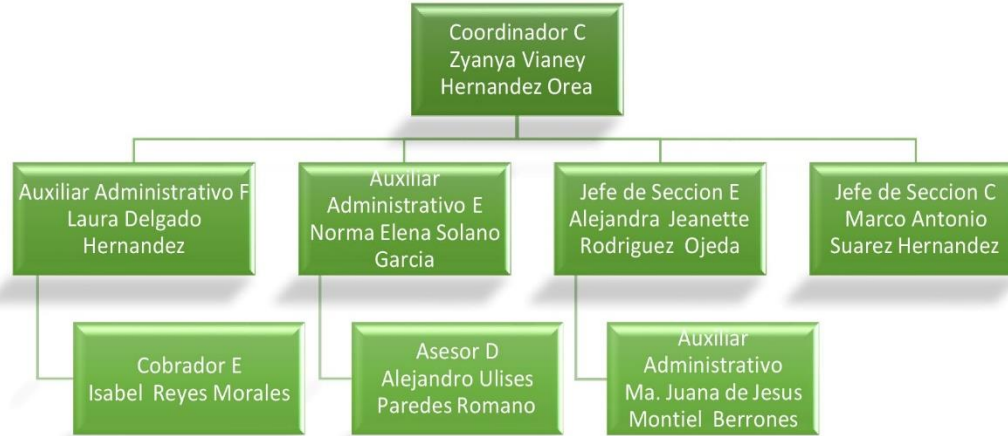 Coordinador C
Zyanya Vianey
Hernandez Orea
Auxiliar Administrativo F
Laura Delgado
Hernandez
Auxiliar
Administrativo E
Norma Elena Solano
Garcia
Jefe de Seccion E
Alejandra Jeanette
Rodriguez Ojeda
Jefe de Seccion C
Marco Antonio
Suarez Hernandez
Cobrador E
Isabel Reyes Morales
Asesor D
Alejandro Ulises
Paredes Romano
Auxiliar
Administrativo
Ma. Juana de Jesus
Montiel Berrones